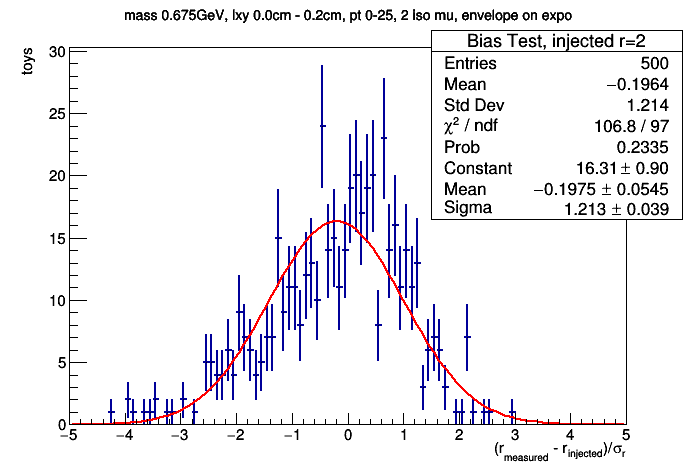 mass 0.675GeV, lxy 0.0cm - 0.2cm, pt 0-25, 2 Iso mu, envelope on expo
Bias Test, injected r=2
Entries 500
Mean −0.1964
Std Dev 1.214
χ² / ndf 106.8 / 97
Prob 0.2335
Constant 16.31 ± 0.90
Mean −0.1975 ± 0.0545
Sigma 1.213 ± 0.039
toys
30
25
20
15
10
5
0
−5 −4 −3 −2 −1 0 1 2 3 4 5
(r_measured - r_injected)/σ_r